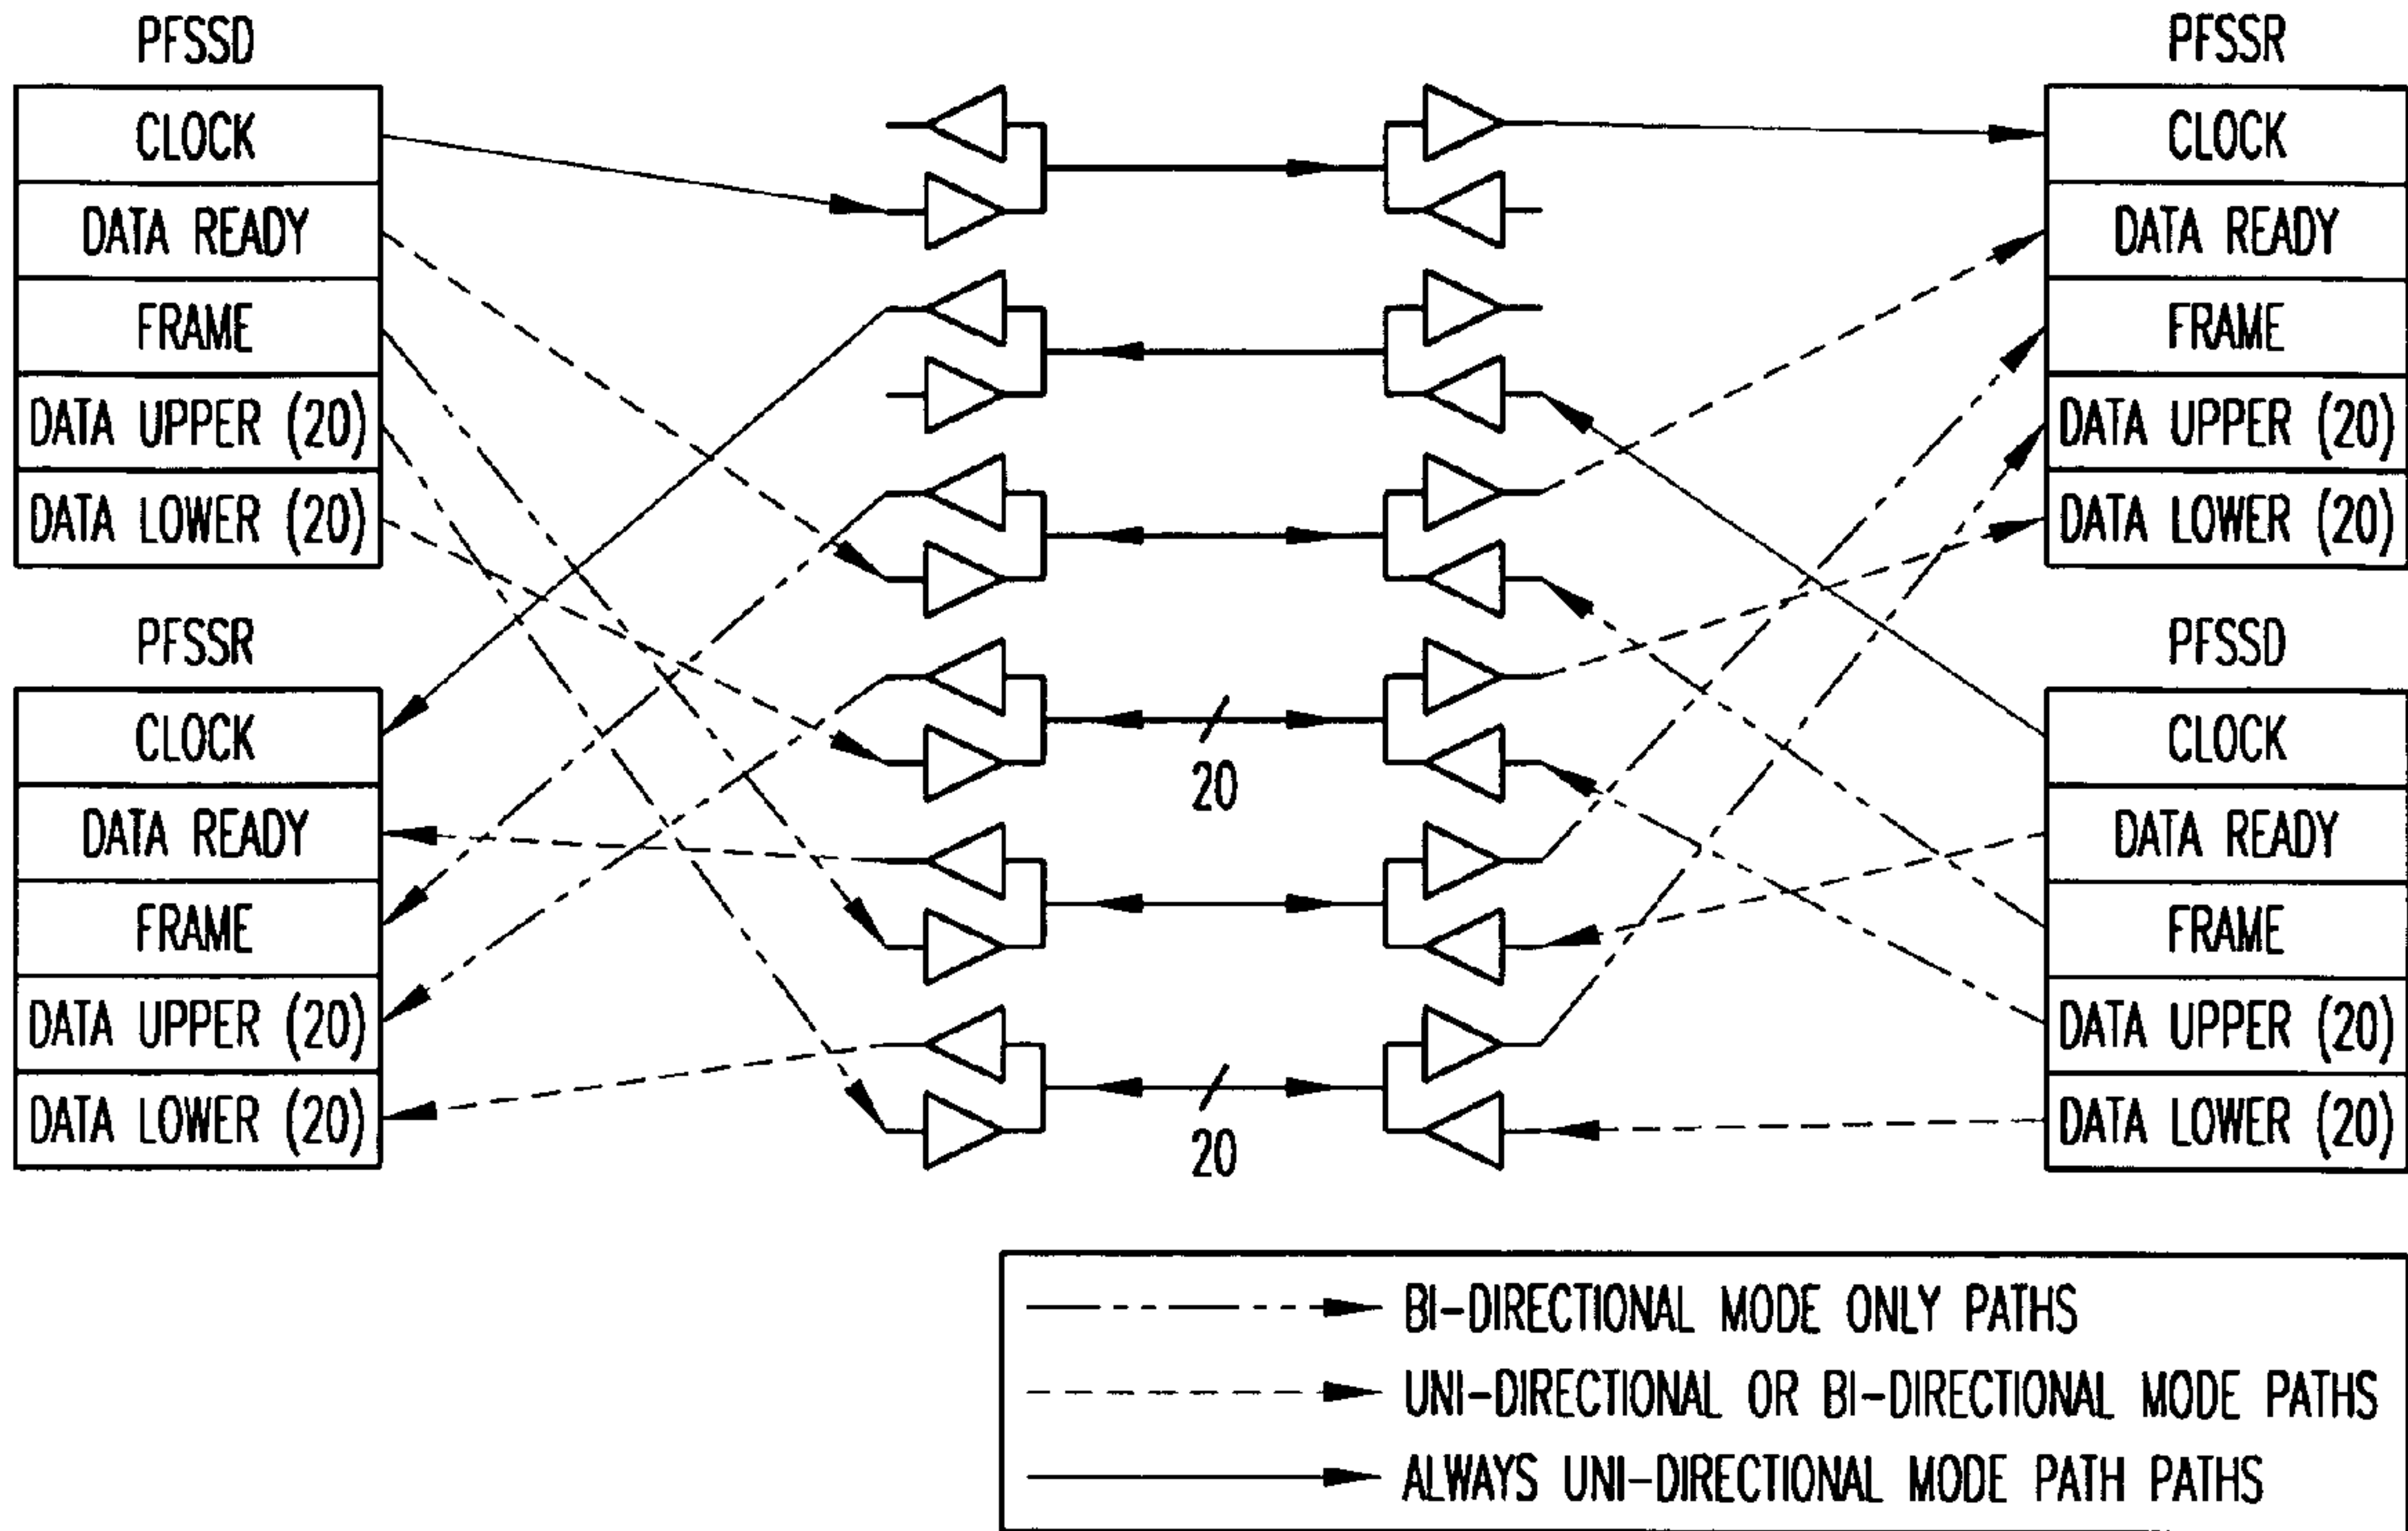 PFSSD
CLOCK
DATA READY
FRAME
DATA UPPER (20)
DATA LOWER (20)
PFSSR
CLOCK
DATA READY
FRAME
DATA UPPER (20)
DATA LOWER (20)
20
20
PFSSR
CLOCK
DATA READY
FRAME
DATA UPPER (20)
DATA LOWER (20)
PFSSD
CLOCK
DATA READY
FRAME
DATA UPPER (20)
DATA LOWER (20)
BI-DIRECTIONAL MODE ONLY PATHS
UNI-DIRECTIONAL OR BI-DIRECTIONAL MODE PATHS
ALWAYS UNI-DIRECTIONAL MODE PATH PATHS